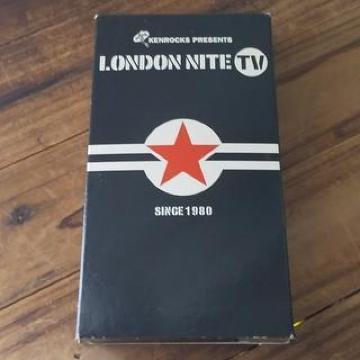 KENROCKS PRESENTS
LONDON NITE TV
SINCE 1980